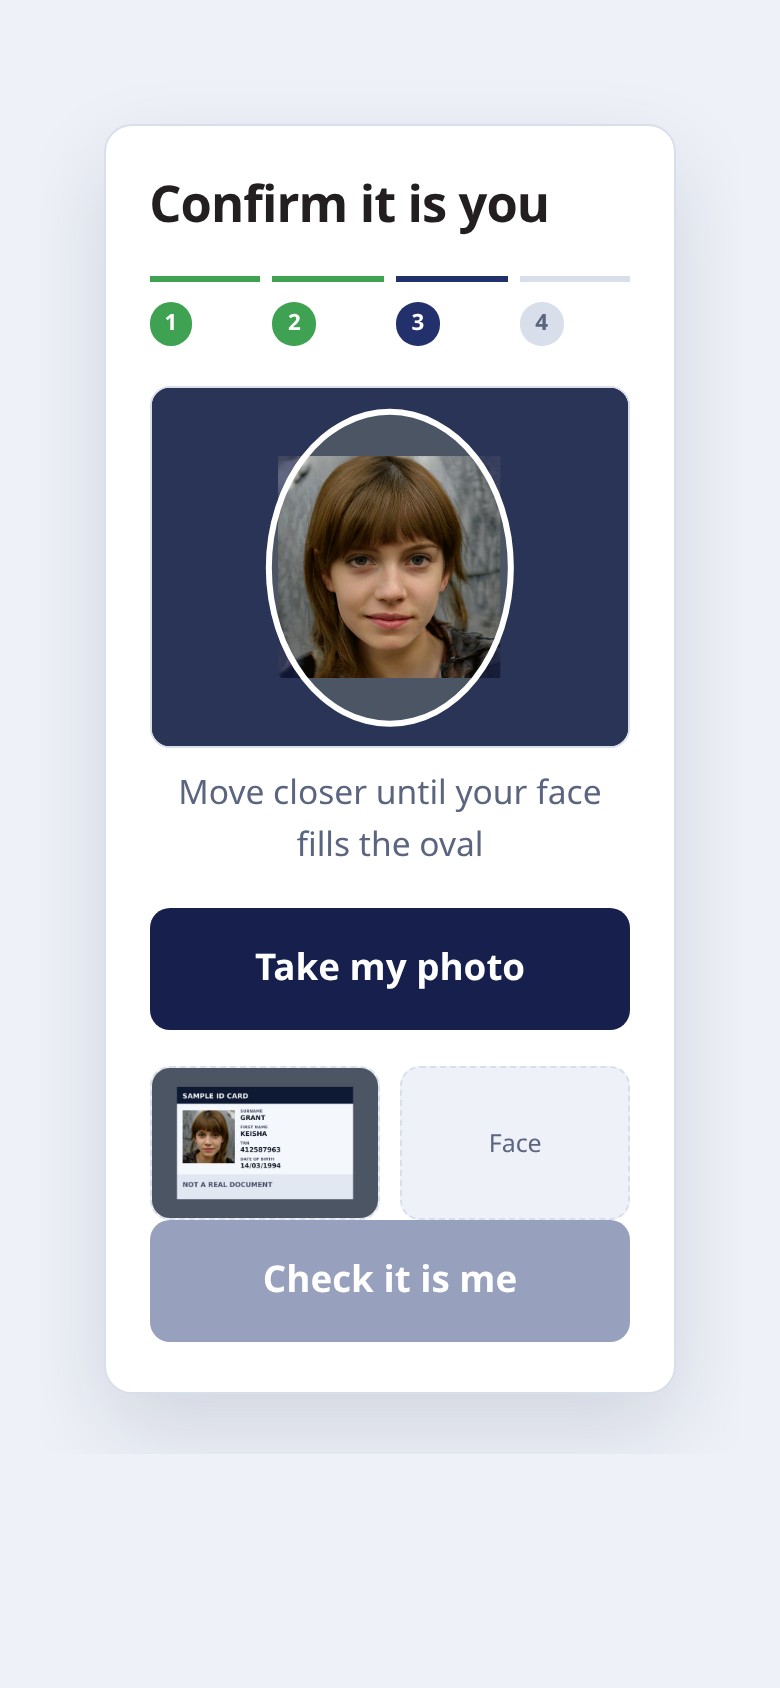 Confirm it is you
1
2
3
4
Move closer until your face
fills the oval
Take my photo
SAMPLE ID CARD
SURNAME
GRANT
FIRST NAME
KEISHA
TRN
412587963
DATE OF BIRTH
14/03/1994
NOT A REAL DOCUMENT
Face
Check it is me